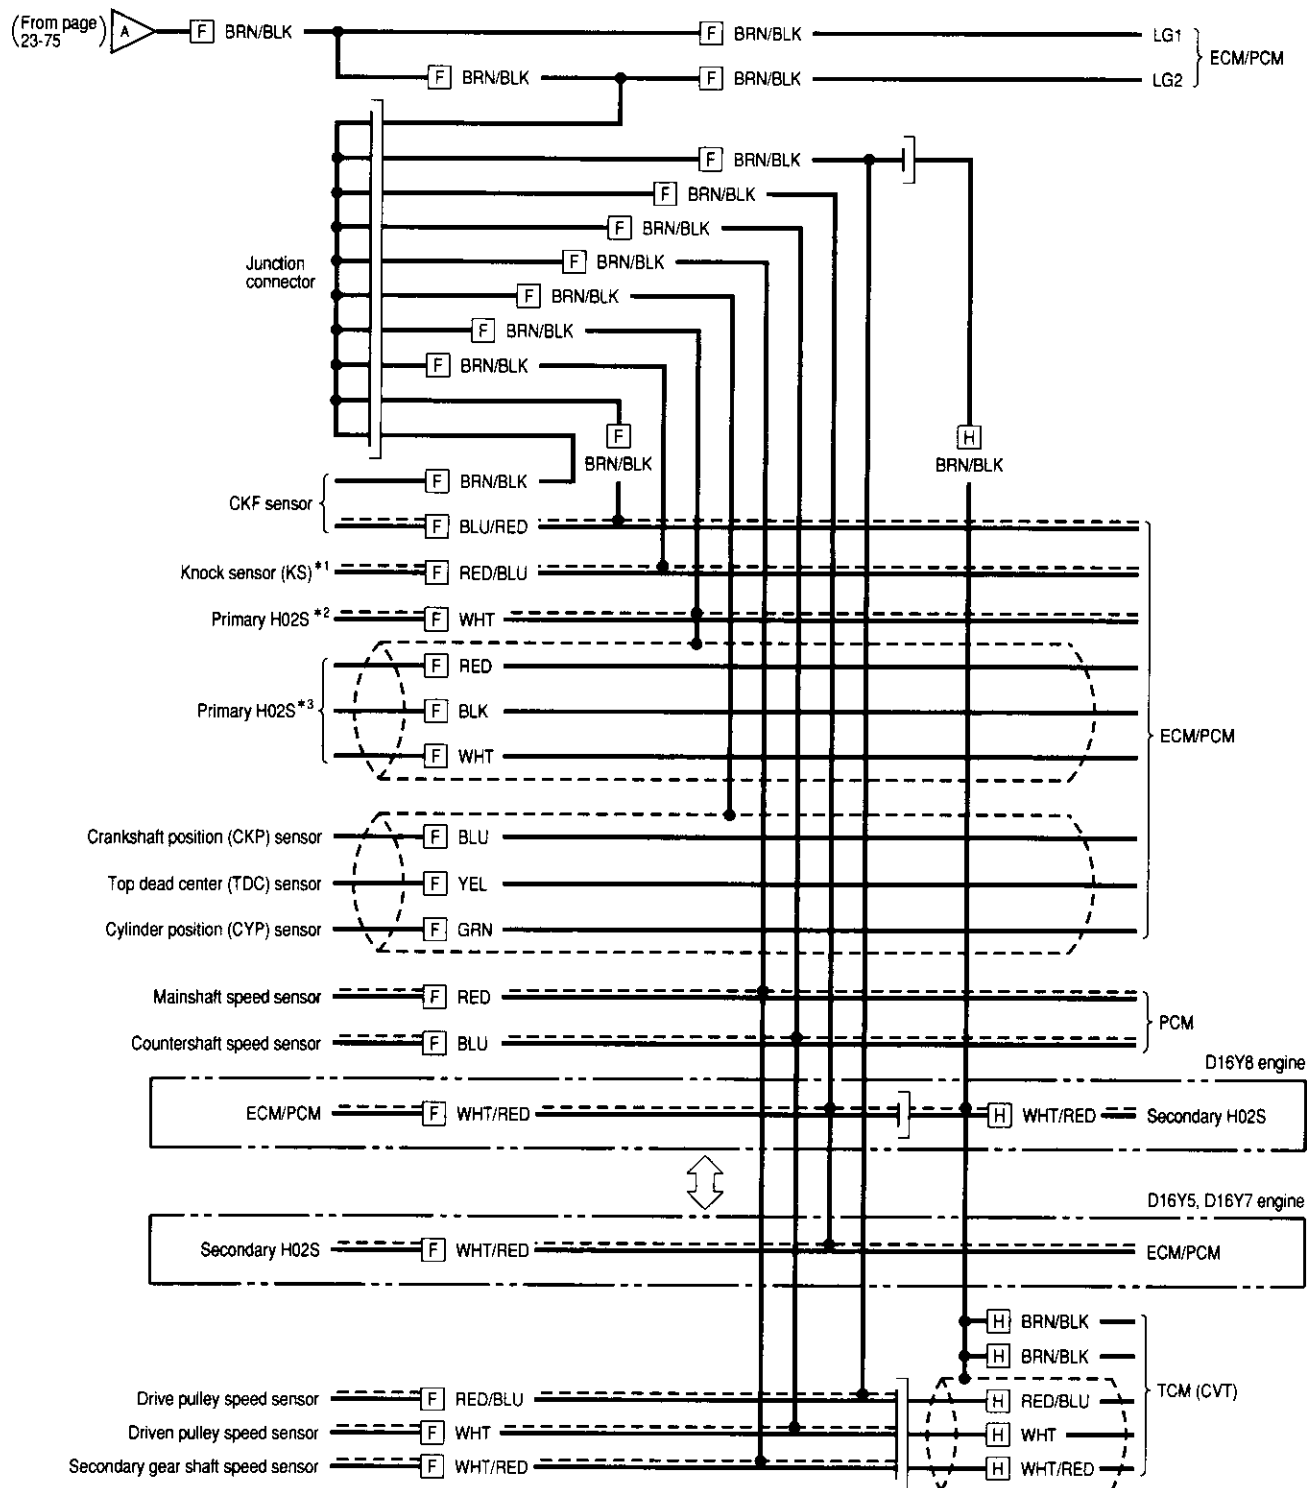 (From page 23-75) A F BRN/BLK F BRN/BLK LG1
F BRN/BLK F BRN/BLK LG2
ECM/PCM
F BRN/BLK
F BRN/BLK
F BRN/BLK
Junction connector
F BRN/BLK
F BRN/BLK
F BRN/BLK
F BRN/BLK
F BRN/BLK
H BRN/BLK
CKF sensor
F BRN/BLK
F BLU/RED
Knock sensor (KS)*1 F RED/BLU
Primary H02S *2 F WHT
Primary H02S*3
F RED
F BLK
F WHT
ECM/PCM
Crankshaft position (CKP) sensor F BLU
Top dead center (TDC) sensor F YEL
Cylinder position (CYP) sensor F GRN
Mainshaft speed sensor F RED
Countershaft speed sensor F BLU
PCM
D16Y8 engine
ECM/PCM F WHT/RED H WHT/RED Secondary H02S
D16Y5, D16Y7 engine
Secondary H02S F WHT/RED ECM/PCM
H BRN/BLK
H BRN/BLK
TCM (CVT)
Drive pulley speed sensor F RED/BLU H RED/BLU
Driven pulley speed sensor F WHT H WHT
Secondary gear shaft speed sensor F WHT/RED H WHT/RED